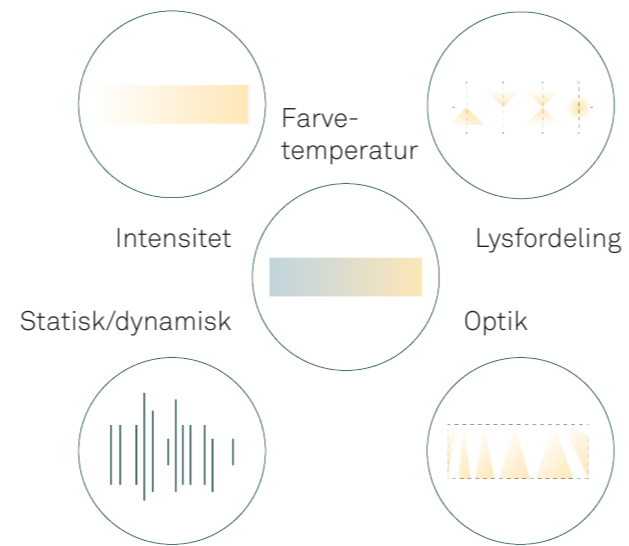 Farve-
temperatur
Intensitet
Lysfordeling
Statisk/dynamisk
Optik